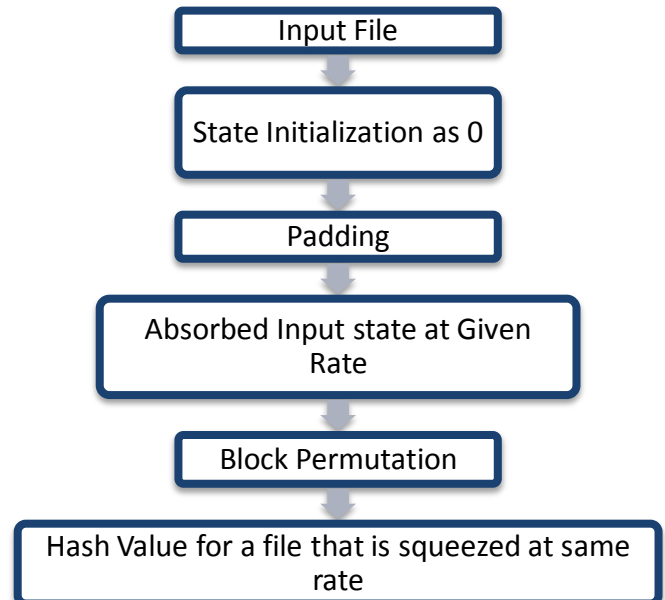 Input File
State Initialization as 0
Padding
Absorbed Input state at Given
Rate
Block Permutation
Hash Value for a file that is squeezed at same
rate